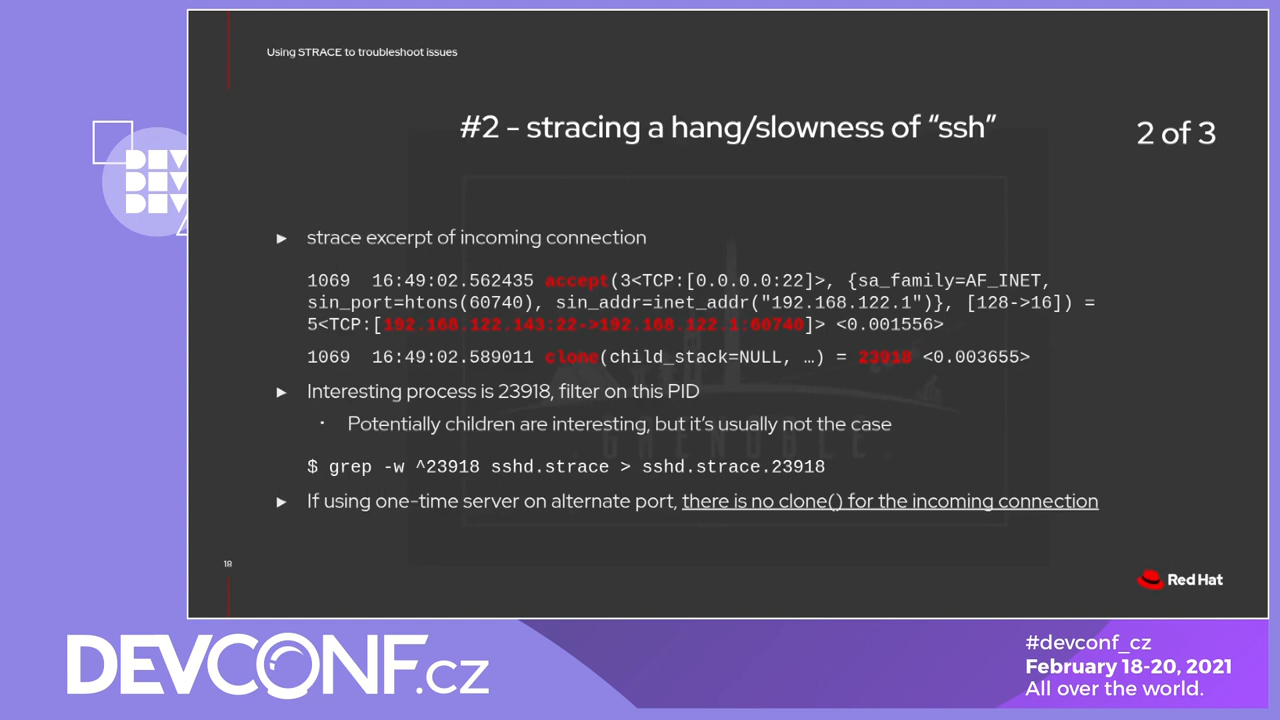 Using STRACE to troubleshoot issues
#2 - stracing a hang/slowness of “ssh”
2 of 3
► strace excerpt of incoming connection
1069  16:49:02.562435 accept(3<TCP:[0.0.0.0:22]>, {sa_family=AF_INET,
sin_port=htons(60740), sin_addr=inet_addr("192.168.122.1")}, [128->16]) =
5<TCP:[192.168.122.143:22->192.168.122.1:60740]> <0.001556>
1069  16:49:02.589011 clone(child_stack=NULL, …) = 23918 <0.003655>
► Interesting process is 23918, filter on this PID
· Potentially children are interesting, but it’s usually not the case
$ grep -w ^23918 sshd.strace > sshd.strace.23918
► If using one-time server on alternate port, there is no clone() for the incoming connection
18
Red Hat
GRENOBLE
DEV
DEV
DEV
DEVCONF.cz
#devconf_cz
February 18-20, 2021
All over the world.